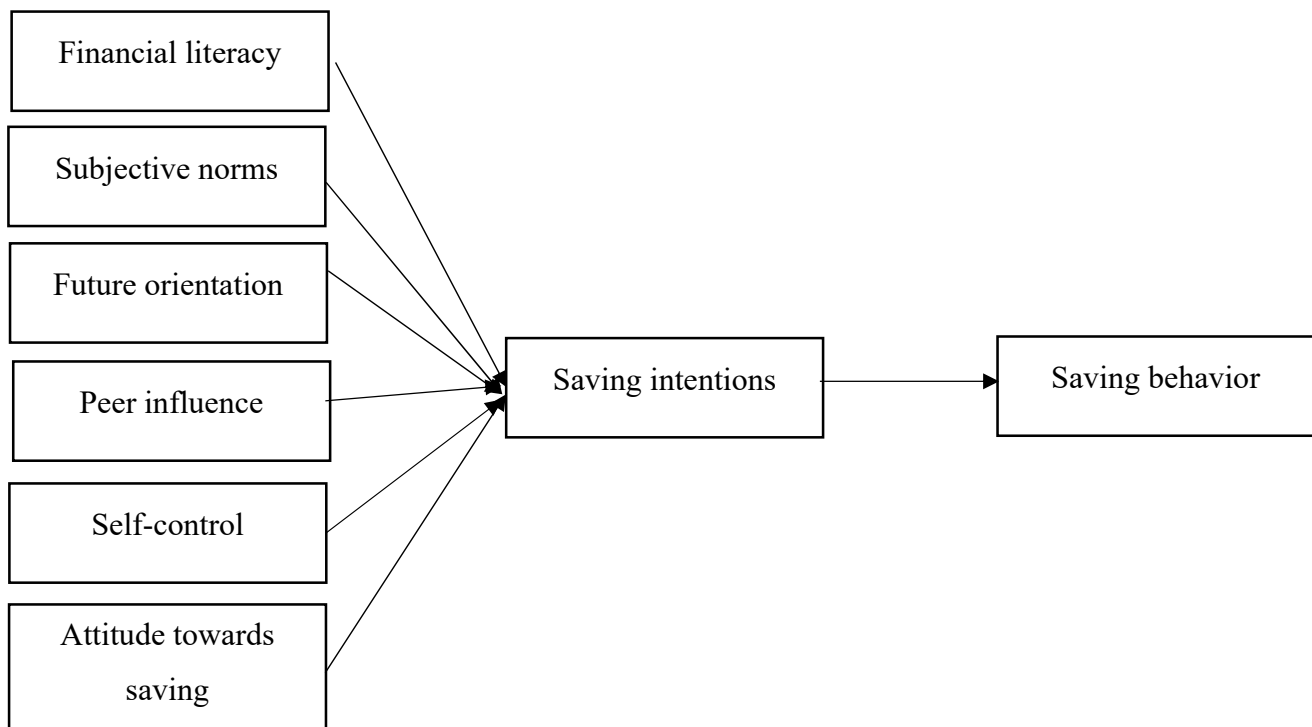 Financial literacy
Subjective norms
Future orientation
Peer influence
Self-control
Attitude towards
saving
Saving intentions
Saving behavior